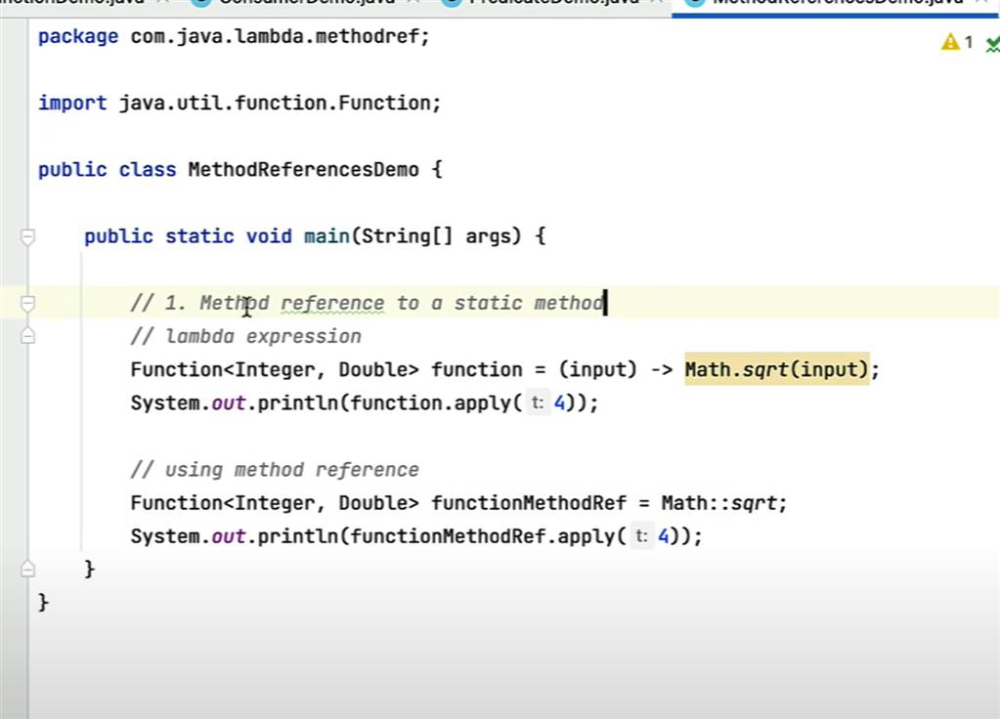 ConsumerDemo.java PredicateDemo.java MethodReferencesDemo.java
package com.java.lambda.methodref;
1
import java.util.function.Function;
public class MethodReferencesDemo {
public static void main(String[] args) {
// 1. Method reference to a static method
// lambda expression
Function<Integer, Double> function = (input) -> Math.sqrt(input);
System.out.println(function.apply( t: 4));
// using method reference
Function<Integer, Double> functionMethodRef = Math::sqrt;
System.out.println(functionMethodRef.apply( t: 4));
}
}